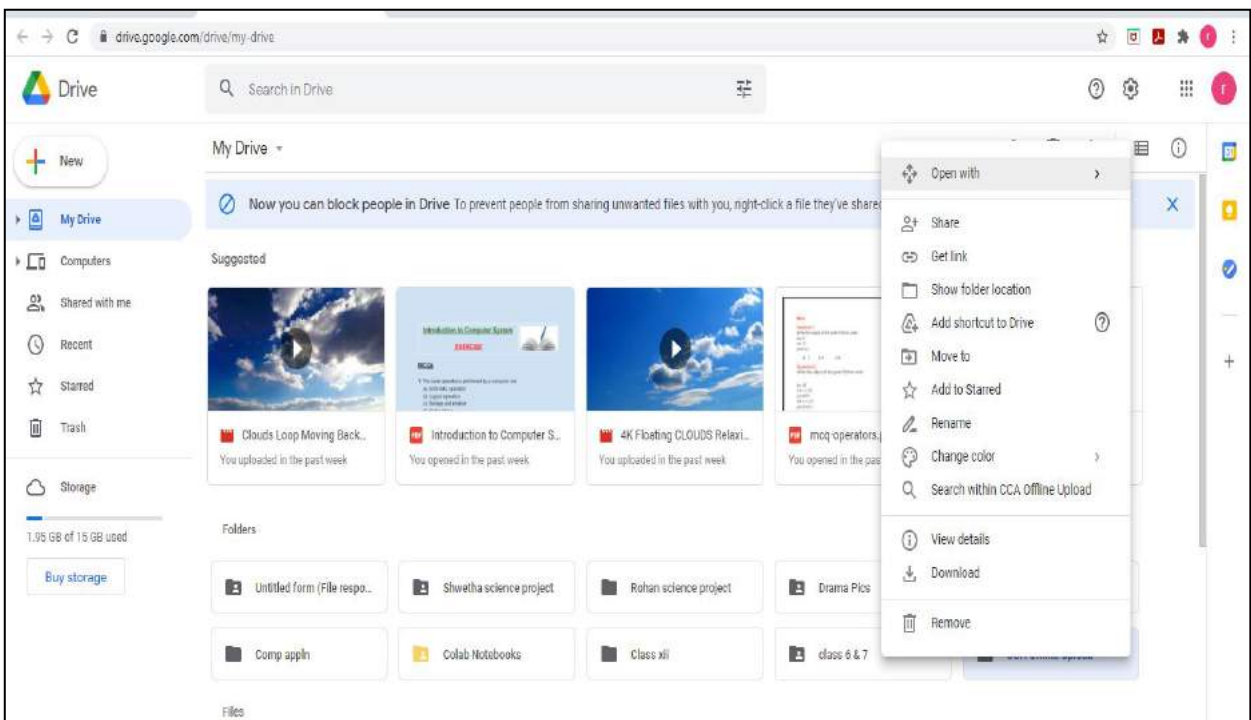 drive.google.com/drive/my-drive
r
Drive
Search in Drive
r
New
My Drive
Computers
Shared with me
Recent
Starred
Trash
Storage
1.95 GB of 15 GB used
Buy storage
My Drive
Now you can block people in Drive To prevent people from sharing unwanted files with you, right-click a file they've shared
Suggested
Introduction to Computer System
EXERCISE
MCQs
Clouds Loop Moving Back...
You uploaded in the past week
PDF
Introduction to Computer S...
You opened in the past week
4K Floating CLOUDS Relaxi...
You uploaded in the past week
PDF
mcq-operators.
You opened in the pas
Folders
Untitled form (File respo...
Shwetha science project
Rohan science project
Drama Pics
Comp appln
Colab Notebooks
Class xii
class 6 & 7
Files
Open with
Share
Get link
Show folder location
Add shortcut to Drive
Move to
Add to Starred
Rename
Change color
Search within CCA Offline Upload
View details
Download
Remove
31